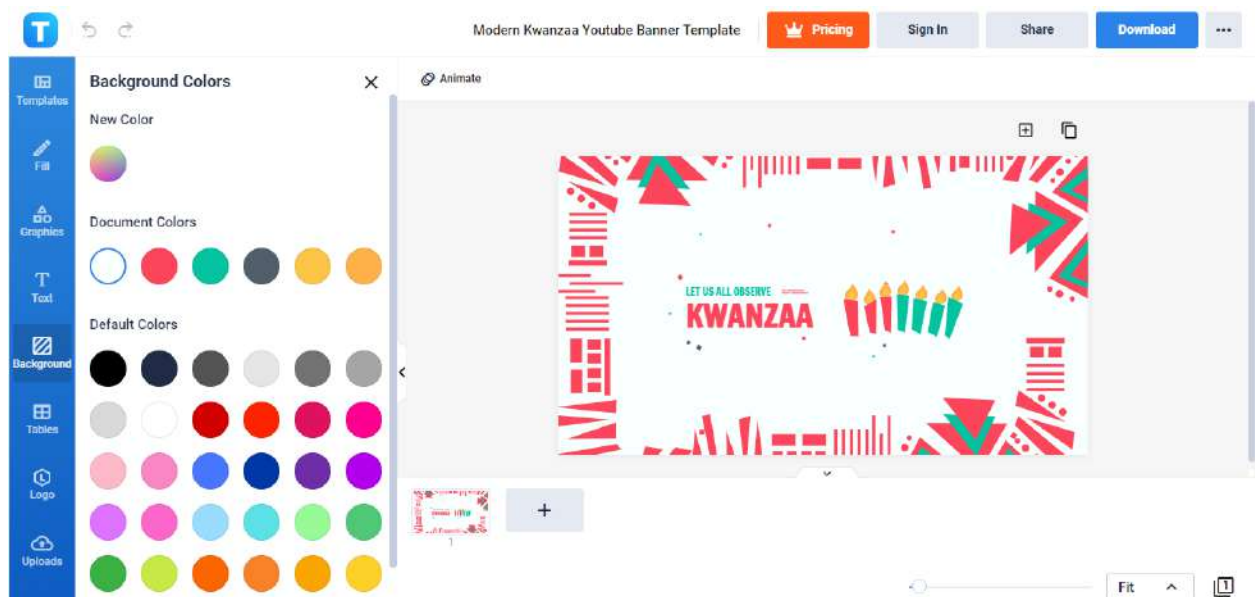 T
Modern Kwanzaa Youtube Banner Template
Pricing
Sign In
Share
Download
Templates
Fill
Graphics
Text
Background
Tables
Logo
Uploads
Background Colors
New Color
Document Colors
Default Colors
Animate
LET US ALL OBSERVE
KWANZAA
1
Fit
1